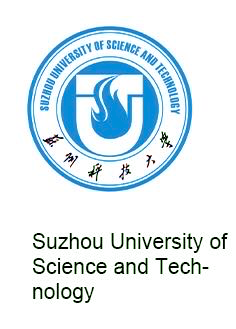 SUZHOU UNIVERSITY OF SCIENCE AND TECHNOLOGY
苏州科技大学
Suzhou University of
Science and Tech-
nology